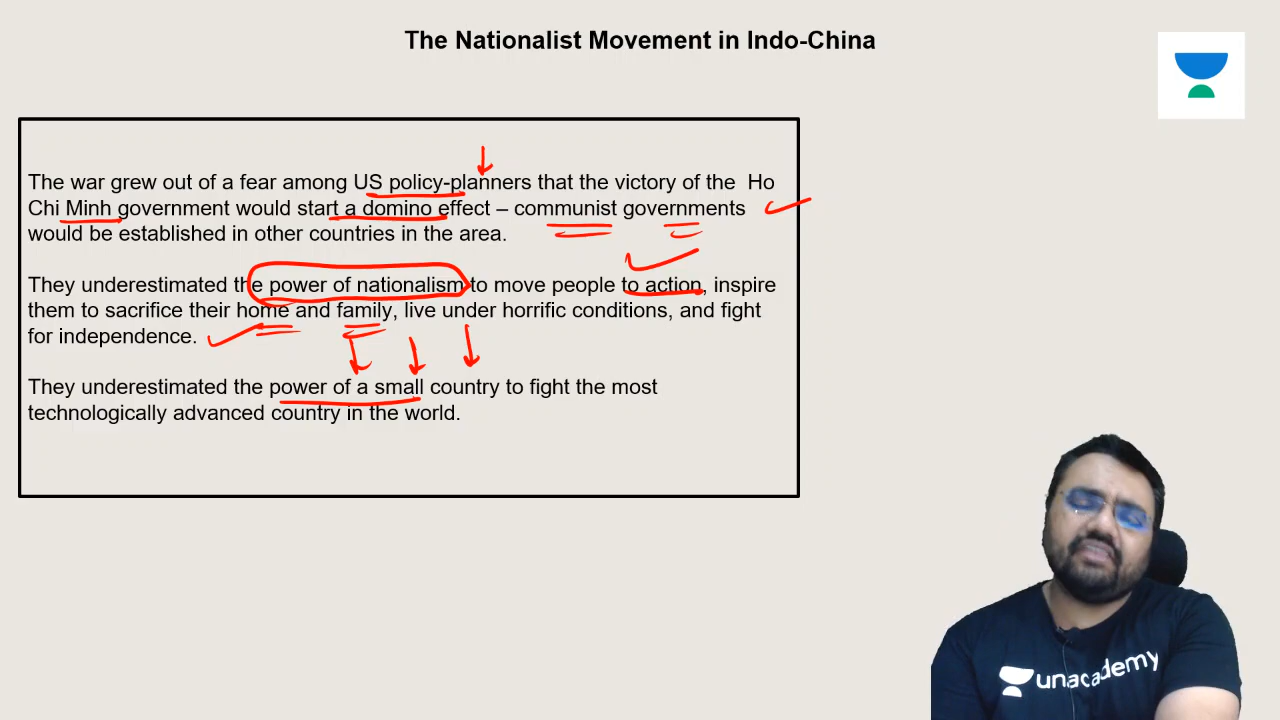 The Nationalist Movement in Indo-China
The war grew out of a fear among US policy-planners that the victory of the Ho
Chi Minh government would start a domino effect – communist governments
would be established in other countries in the area.
They underestimated the power of nationalism to move people to action, inspire
them to sacrifice their home and family, live under horrific conditions, and fight
for independence.
They underestimated the power of a small country to fight the most
technologically advanced country in the world.
unacademy